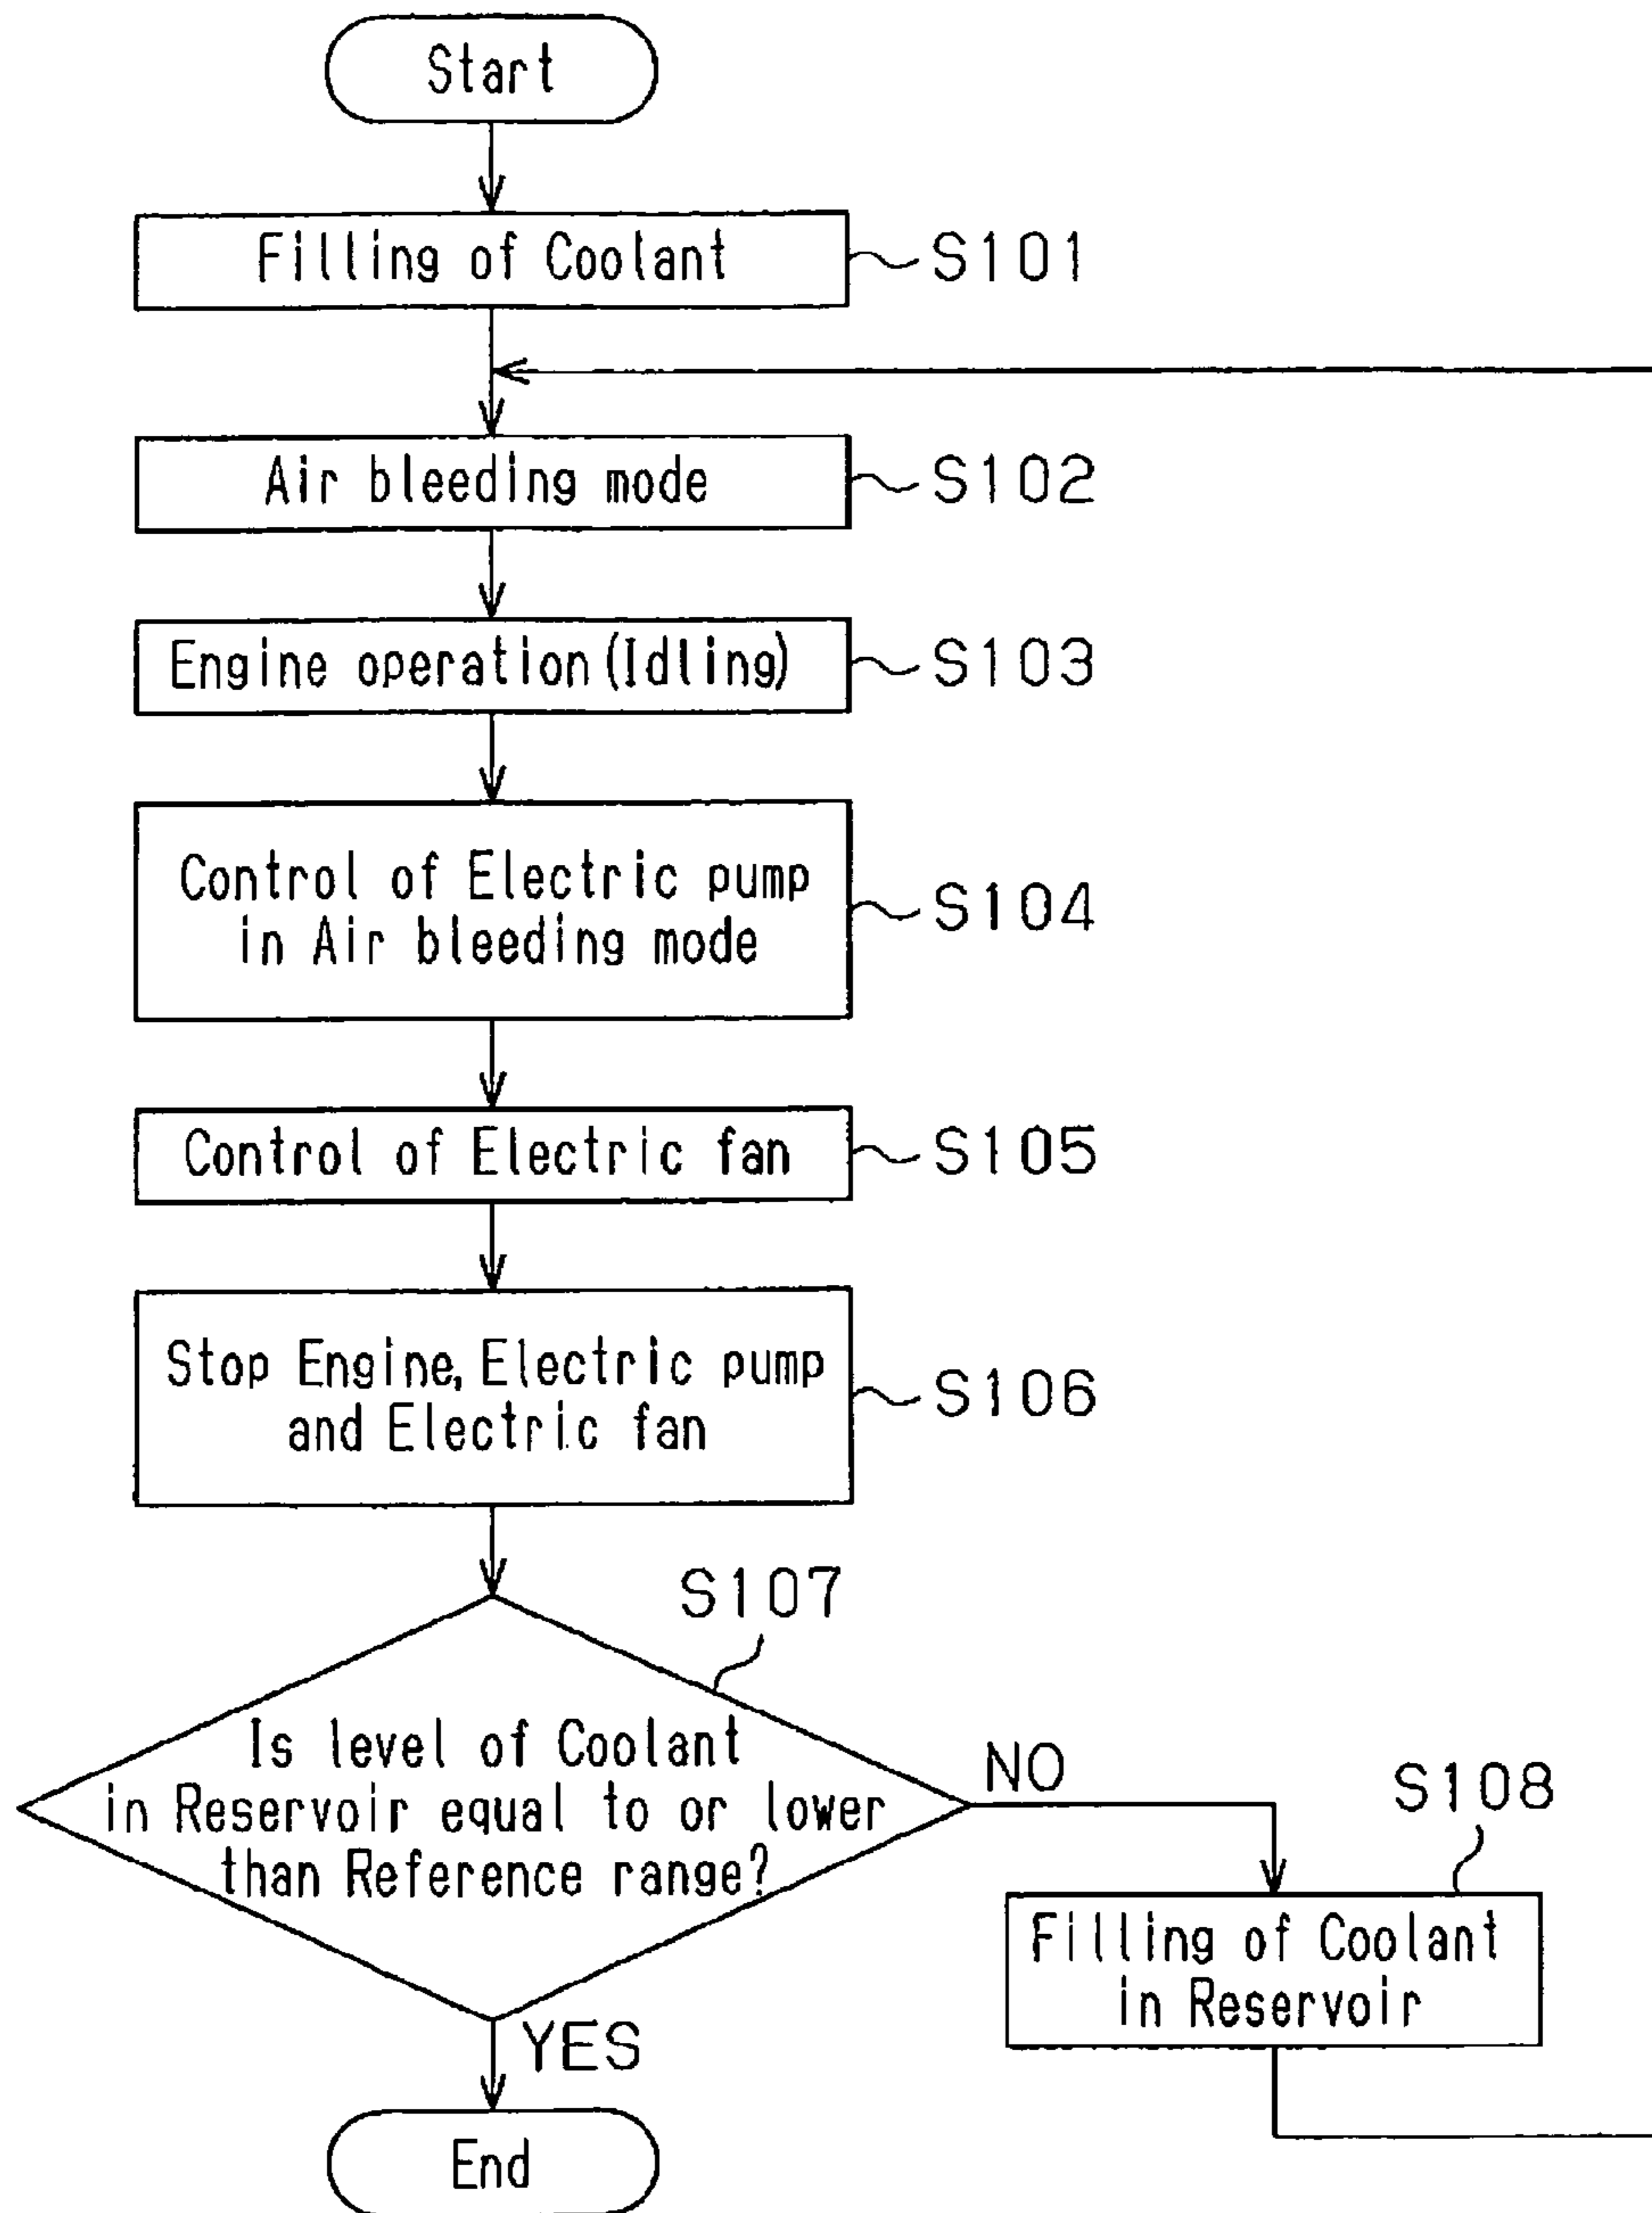 Start
Filling of Coolant
S101
Air bleeding mode
S102
Engine operation(Idling)
S103
Control of Electric pump
in Air bleeding mode
S104
Control of Electric fan
S105
Stop Engine, Electric pump
and Electric fan
S106
S107
Is level of Coolant
in Reservoir equal to or lower
than Reference range?
NO
S108
Filling of Coolant
in Reservoir
YES
End